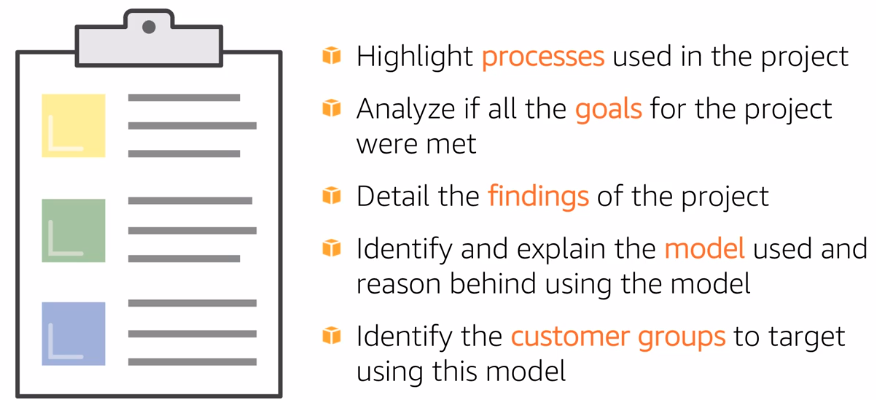 Highlight processes used in the project
Analyze if all the goals for the project
were met
Detail the findings of the project
Identify and explain the model used and
reason behind using the model
Identify the customer groups to target
using this model